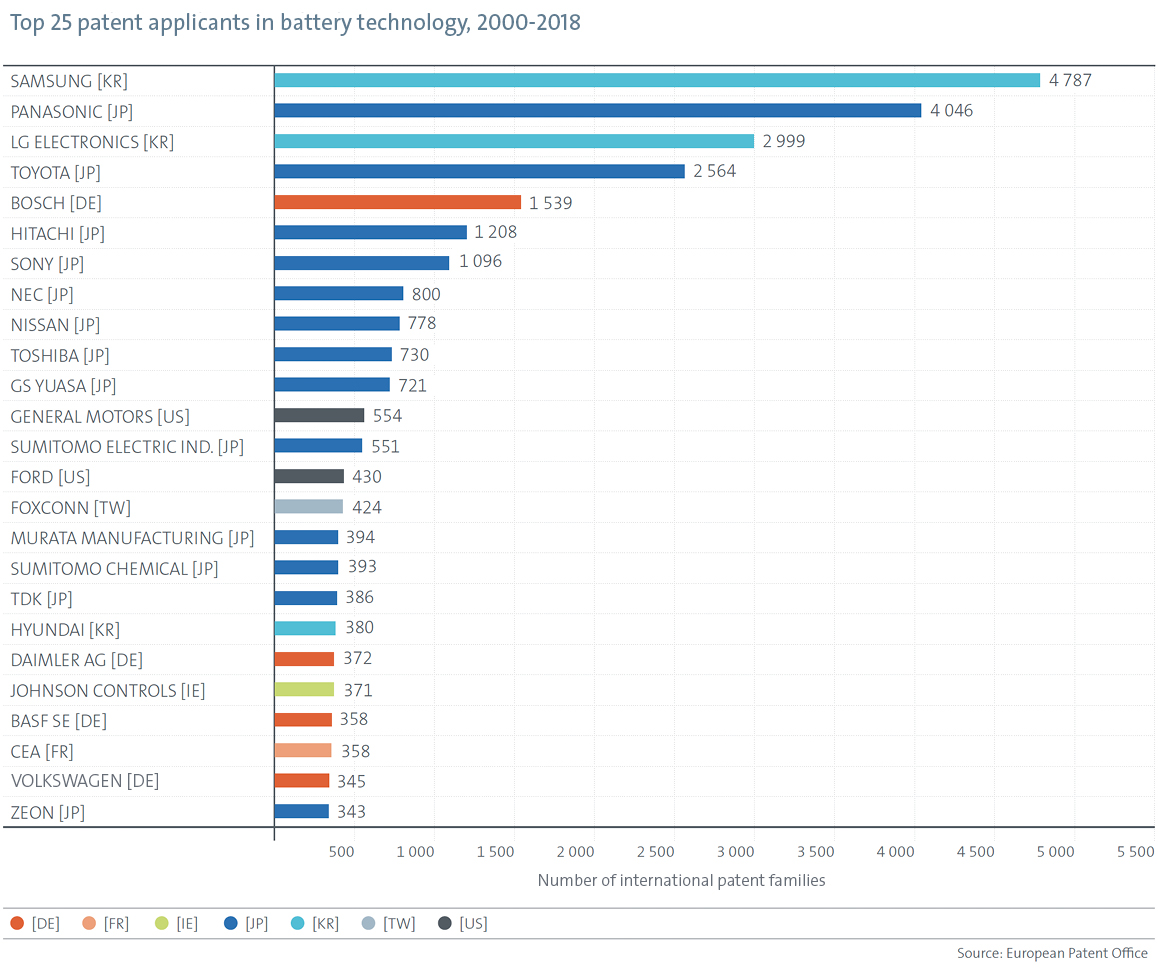 Top 25 patent applicants in battery technology, 2000-2018
SAMSUNG [KR] 4 787
PANASONIC [JP] 4 046
LG ELECTRONICS [KR] 2 999
TOYOTA [JP] 2 564
BOSCH [DE] 1 539
HITACHI [JP] 1 208
SONY [JP] 1 096
NEC [JP] 800
NISSAN [JP] 778
TOSHIBA [JP] 730
GS YUASA [JP] 721
GENERAL MOTORS [US] 554
SUMITOMO ELECTRIC IND. [JP] 551
FORD [US] 430
FOXCONN [TW] 424
MURATA MANUFACTURING [JP] 394
SUMITOMO CHEMICAL [JP] 393
TDK [JP] 386
HYUNDAI [KR] 380
DAIMLER AG [DE] 372
JOHNSON CONTROLS [IE] 371
BASF SE [DE] 358
CEA [FR] 358
VOLKSWAGEN [DE] 345
ZEON [JP] 343
500 1 000 1 500 2 000 2 500 3 000 3 500 4 000 4 500 5 000 5 500
Number of international patent families
[DE] [FR] [IE] [JP] [KR] [TW] [US]
Source: European Patent Office